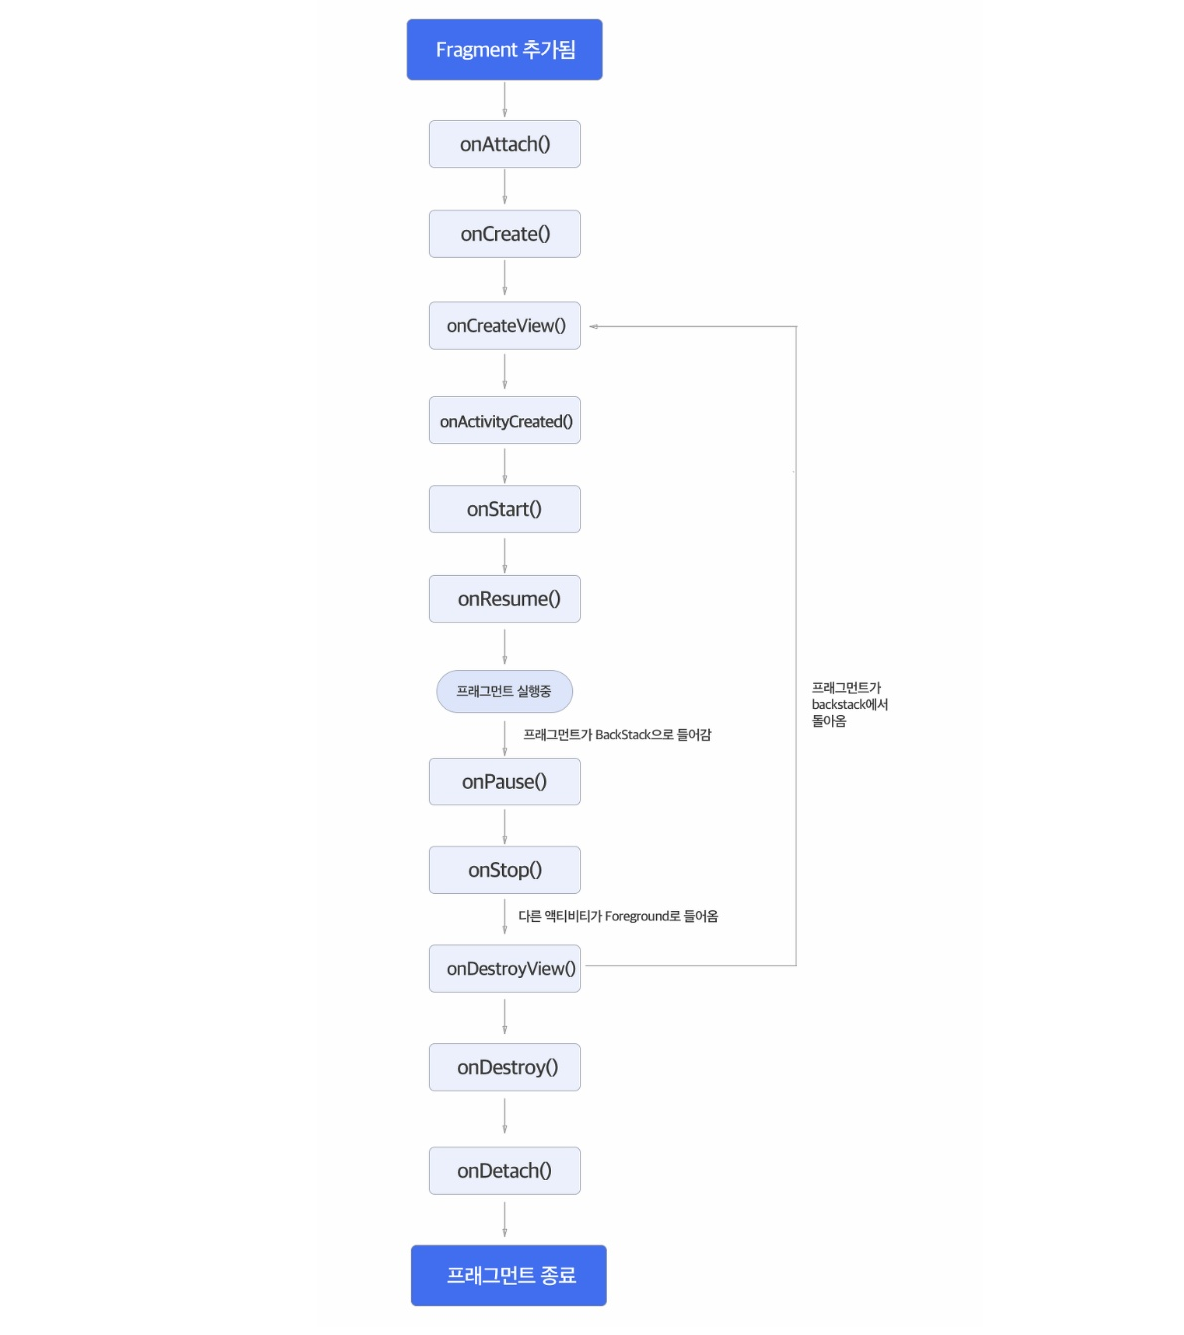 Fragment 추가됨
onAttach()
onCreate()
onCreateView()
onActivityCreated()
onStart()
onResume()
프래그먼트 실행중
프래그먼트가 BackStack으로 들어감
프래그먼트가
backstack에서
돌아옴
onPause()
onStop()
다른 액티비티가 Foreground로 들어옴
onDestroyView()
onDestroy()
onDetach()
프래그먼트 종료